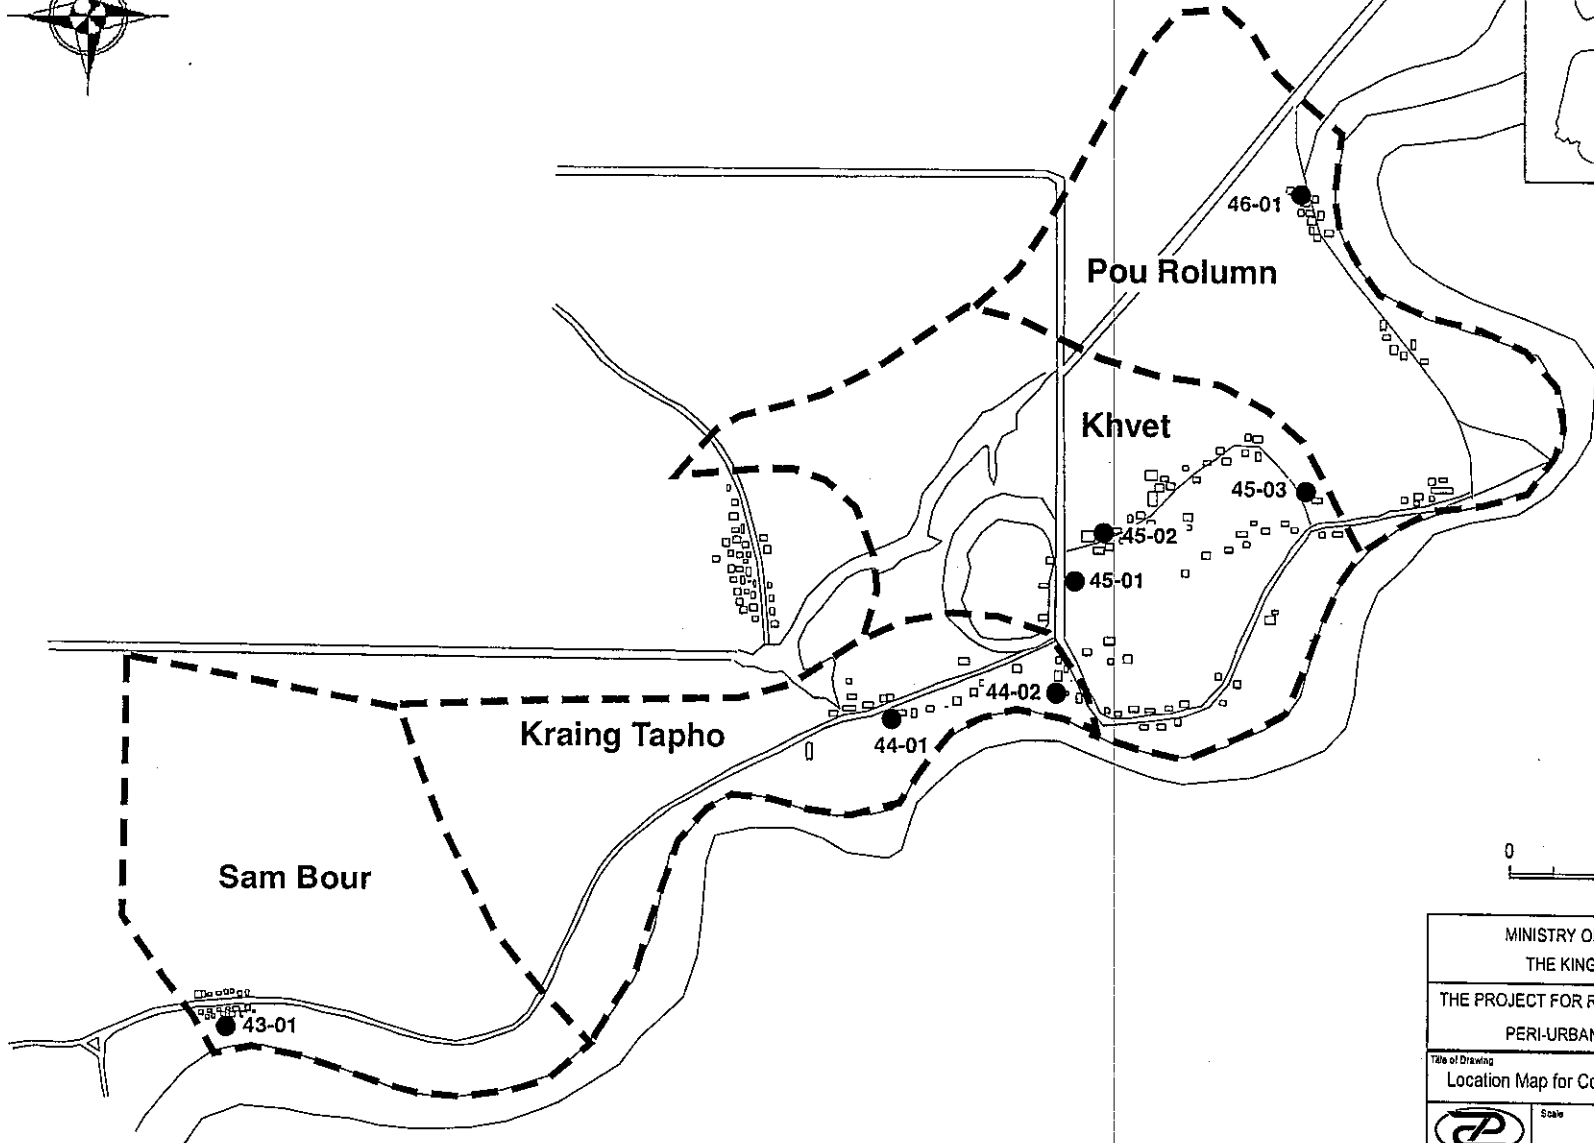 46-01
Pou Rolumn
Khvet
45-03
45-02
45-01
44-02
Kraing Tapho
44-01
Sam Bour
0
43-01
MINISTRY O
THE KING
THE PROJECT FOR R
PERI-URBAN
Title of Drawing
Location Map for Co
Scale